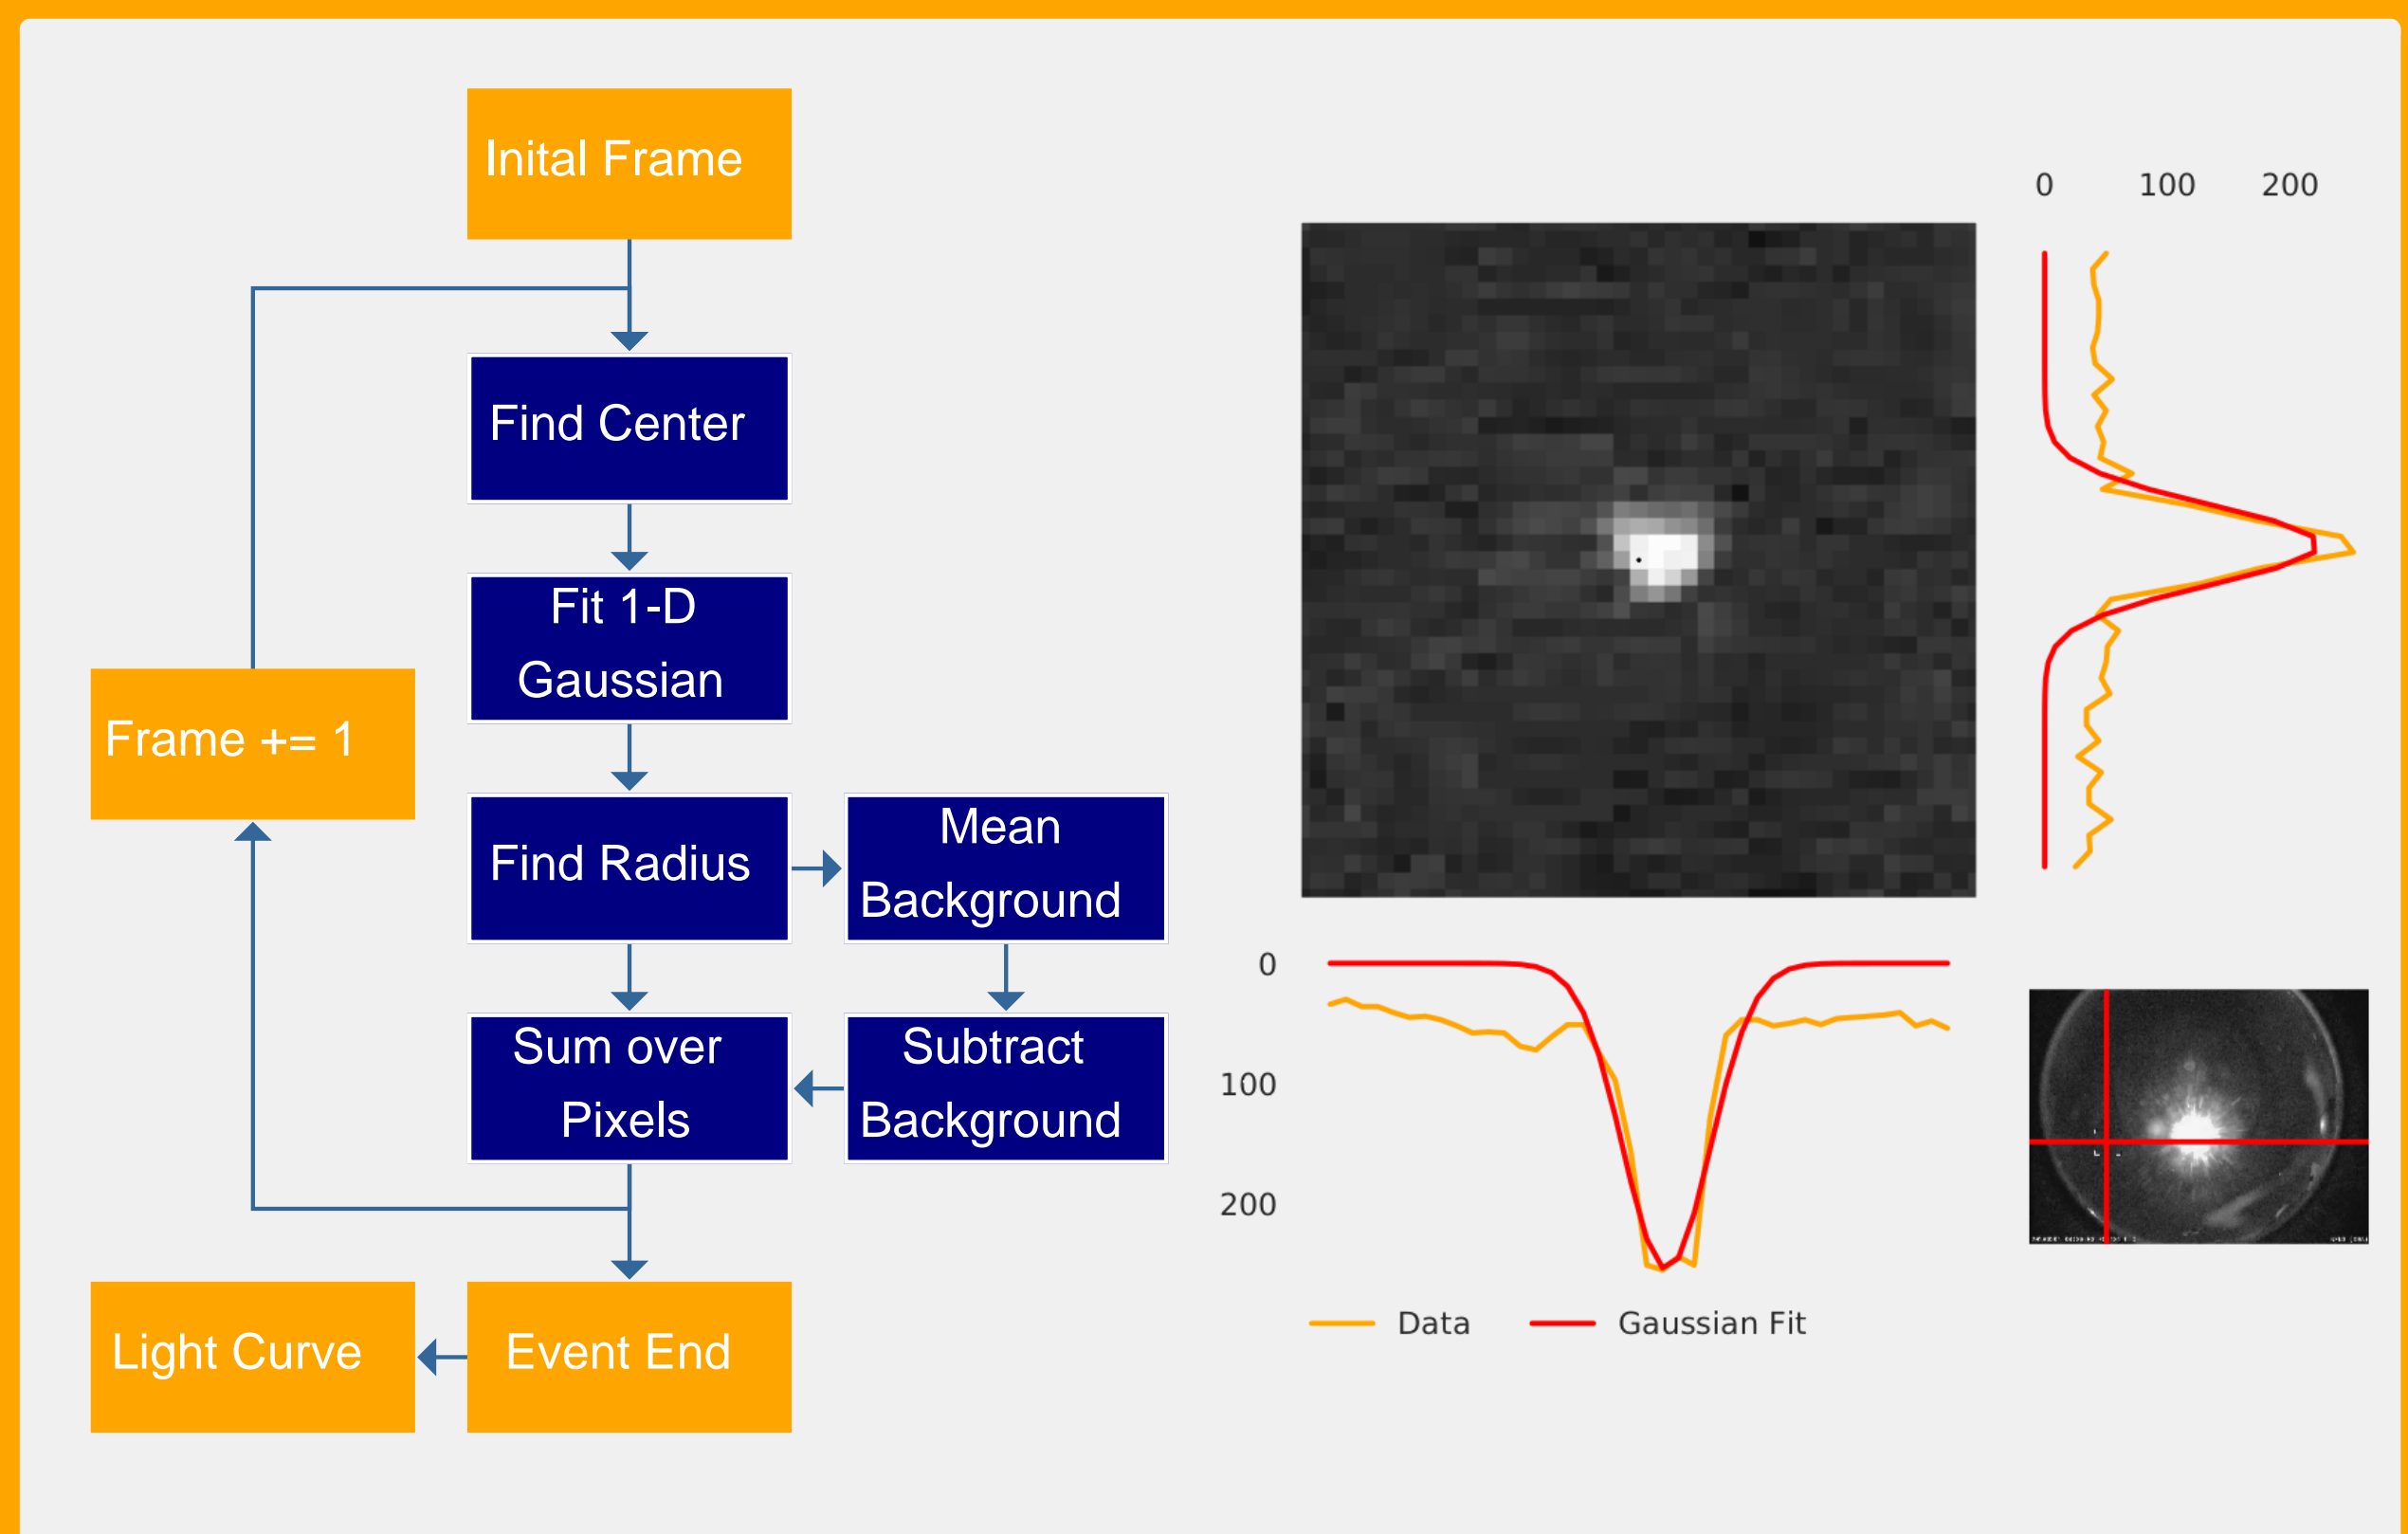 Inital Frame
Find Center
Fit 1-D
Gaussian
Frame += 1
Find Radius
Mean
Background
Sum over
Pixels
Subtract
Background
Light Curve
Event End
0 100 200
0
100
200
Data
Gaussian Fit